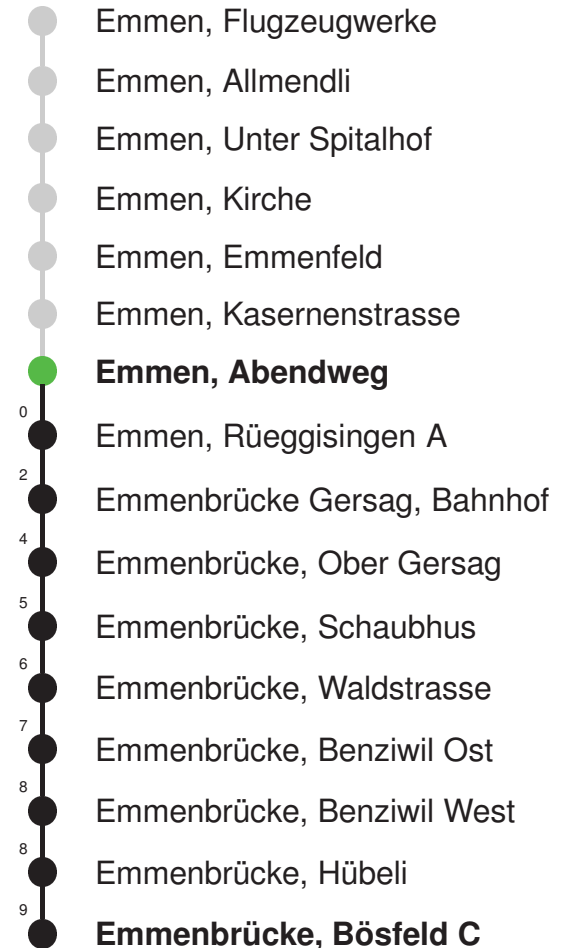 Emmen, Flugzeugwerke
Emmen, Allmendli
Emmen, Unter Spitalhof
Emmen, Kirche
Emmen, Emmenfeld
Emmen, Kasernenstrasse
Emmen, Abendweg
0
Emmen, Rüeggisingen A
2
Emmenbrücke Gersag, Bahnhof
4
Emmenbrücke, Ober Gersag
5
Emmenbrücke, Schaubhus
6
Emmenbrücke, Waldstrasse
7
Emmenbrücke, Benziwil Ost
8
Emmenbrücke, Benziwil West
8
Emmenbrücke, Hübeli
9
Emmenbrücke, Bösfeld C